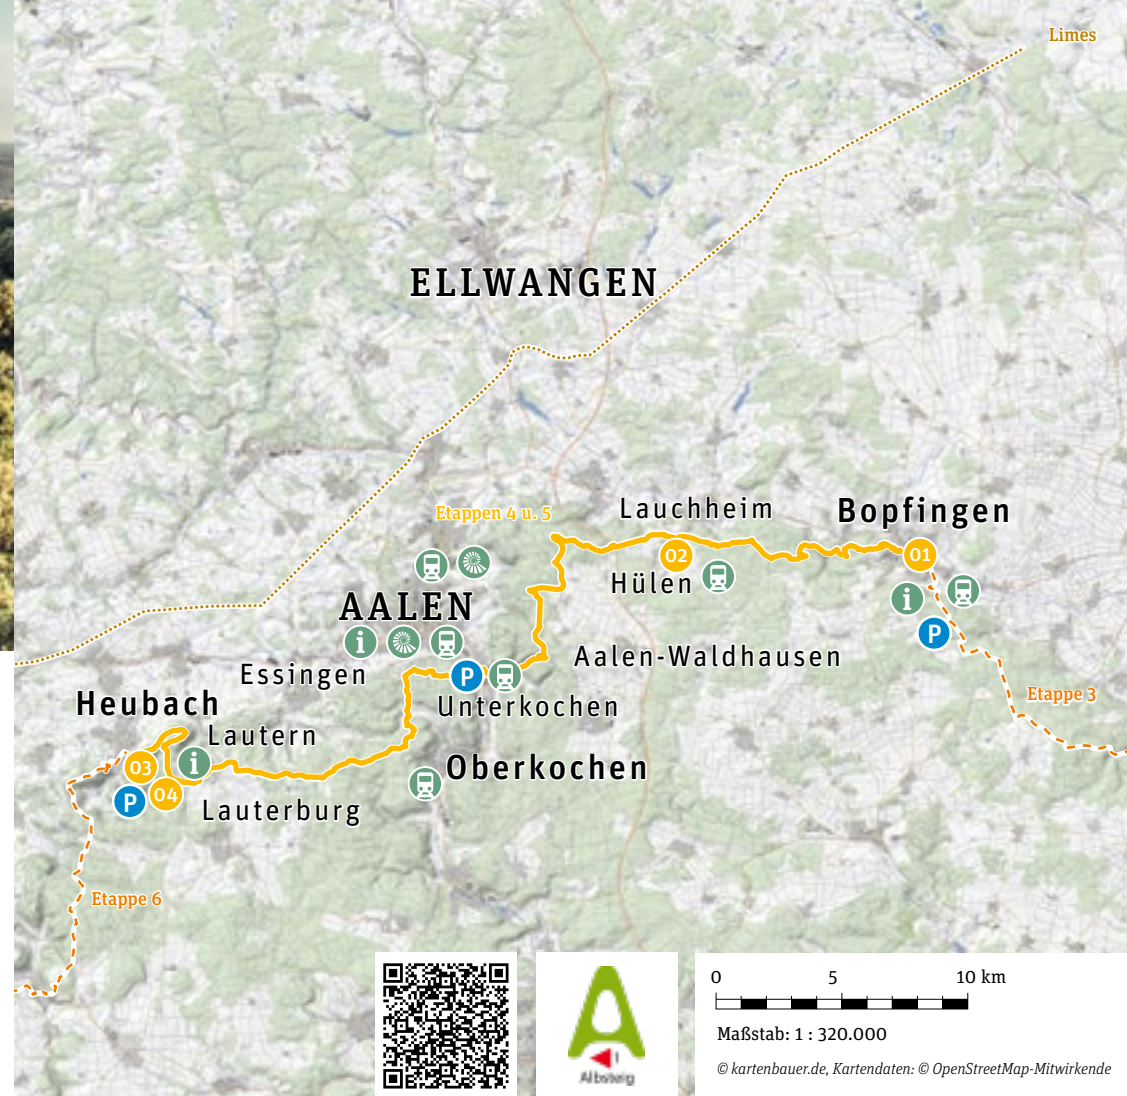 Limes
ELLWANGEN
Etappen 4 u. 5
Lauchheim
Bopfingen
01
02
Hülen
i
P
AALEN
i
Essingen
Aalen-Waldhausen
P
Unterkochen
Etappe 3
Heubach
Lautern
i
03
04
P
Oberkochen
Lauterburg
Etappe 6
0 5 10 km
Maßstab: 1 : 320.000
© kartenbauer.de, Kartendaten: © OpenStreetMap-Mitwirkende
Albsteig